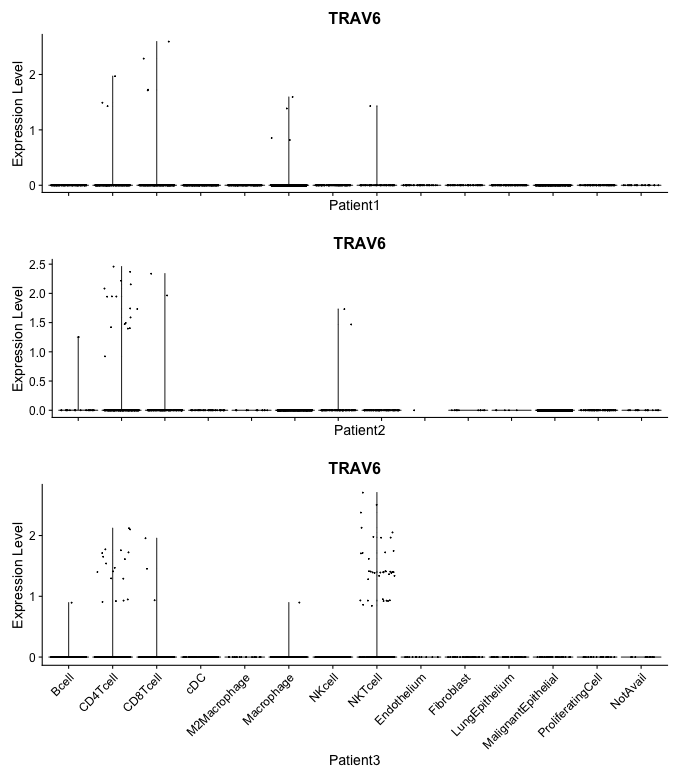 TRAV6
Expression Level
2
1
0
Patient1
TRAV6
Expression Level
2.5
2.0
1.5
1.0
0.5
0.0
Patient2
TRAV6
Expression Level
2
1
0
Bcell
CD4Tcell
CD8Tcell
cDC
M2Macrophage
Macrophage
NKcell
NKTcell
Endothelium
Fibroblast
LungEpithelium
MalignantEpithelial
ProliferatingCell
NotAvail
Patient3